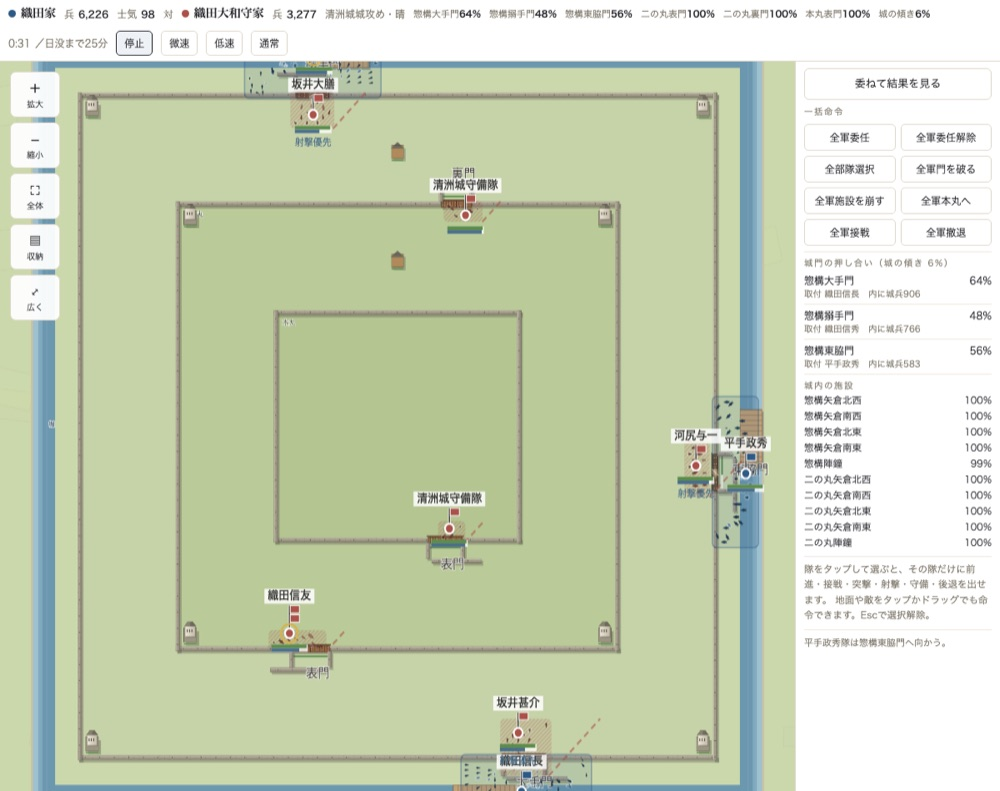 織田家 兵 6,226 士気 98 対 織田大和守家 兵 3,277 清洲城城攻め・晴 惣構大手門64% 惣構搦手門48% 惣構東脇門56% 二の丸表門100% 二の丸裏門100% 本丸表門100% 城の傾き6%
0:31 ／日没まで25分 停止 微速 低速 通常
＋
拡大
−
縮小
全体
収納
広く
坂井大膳
射撃優先
裏門
清洲城守備隊
河尻与一
平手政秀
射撃優先
清洲城守備隊
表門
織田信友
表門
坂井甚介
織田信長
委ねて結果を見る
一括命令
全軍委任 全軍委任解除
全部隊選択 全軍門を破る
全軍施設を崩す 全軍本丸へ
全軍接戦 全軍撤退
城門の押し合い（城の傾き 6%）
惣構大手門 64%
取付 織田信長 内に城兵906
惣構搦手門 48%
取付 織田信秀 内に城兵766
惣構東脇門 56%
取付 平手政秀 内に城兵583
城内の施設
惣構矢倉北西 100%
惣構矢倉南西 100%
惣構矢倉北東 100%
惣構矢倉南東 100%
惣構陣鐘 99%
二の丸矢倉北西 100%
二の丸矢倉南西 100%
二の丸矢倉北東 100%
二の丸矢倉南東 100%
二の丸陣鐘 100%
隊をタップして選ぶと、その隊だけに前
進・接戦・突撃・射撃・守備・後退を出せ
ます。 地面や敵をタップかドラッグでも命
令できます。Escで選択解除。
平手政秀隊は惣構東脇門へ向かう。